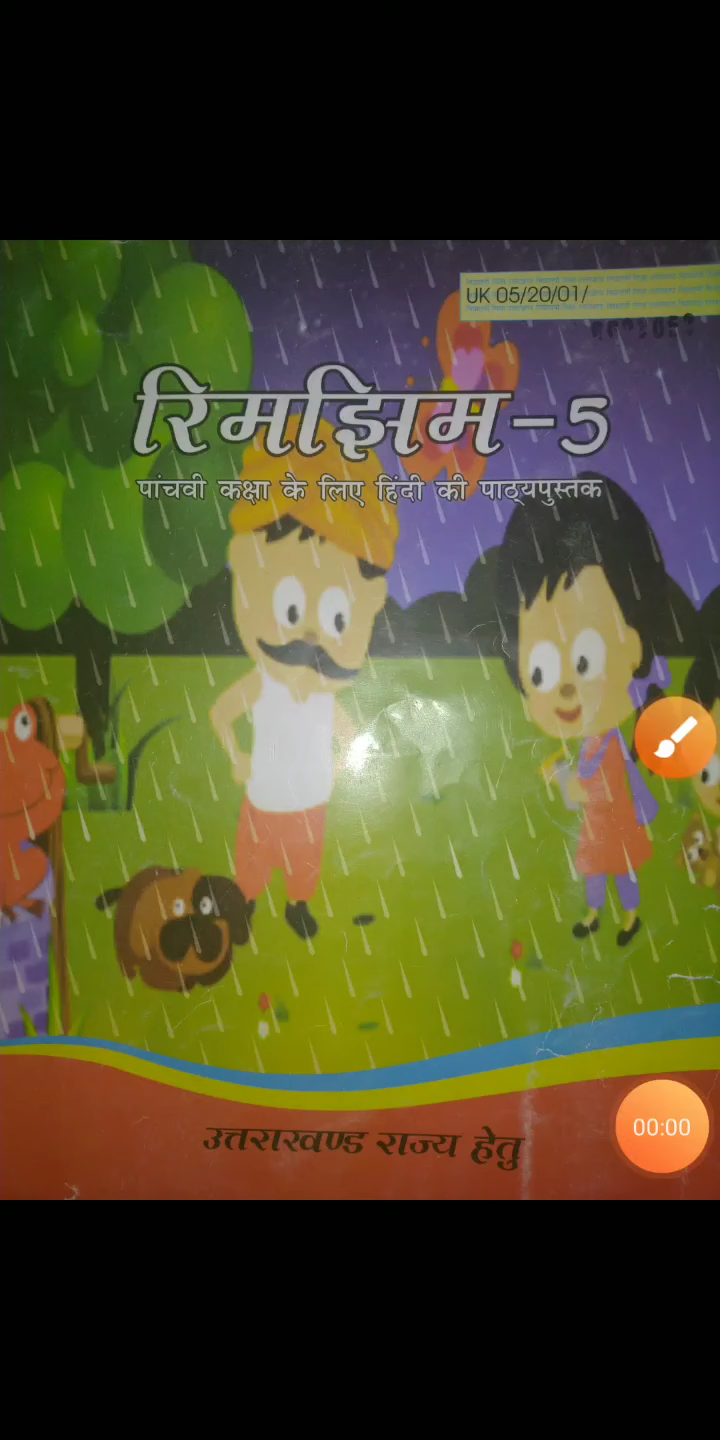 UK 05/20/01/
रिमझिम-5
पांचवी कक्षा के लिए हिंदी की पाठ्यपुस्तक
00:00
उत्तराखण्ड राज्य हेतु